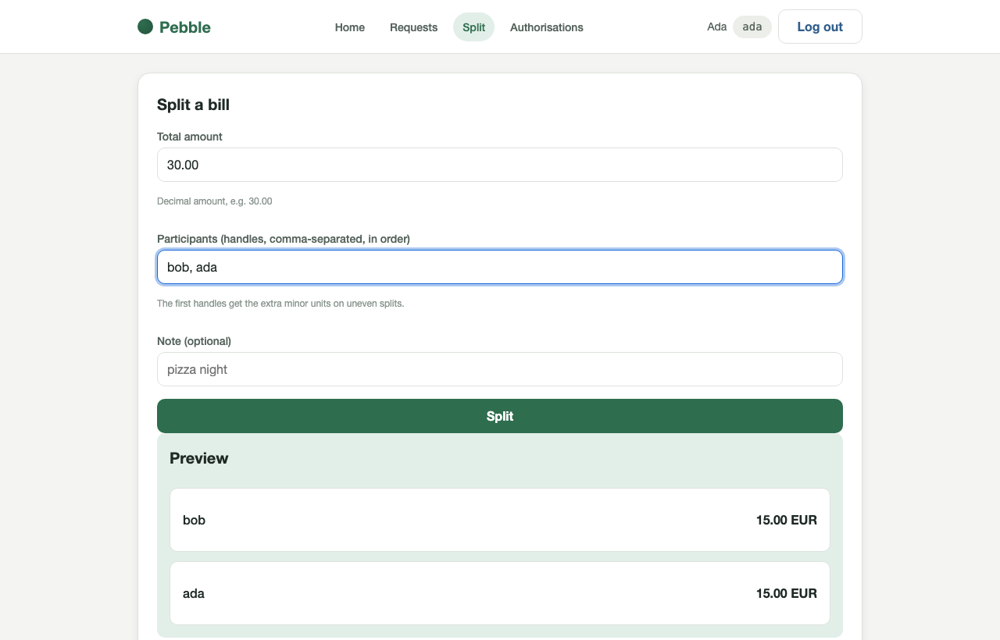 Pebble
Home
Requests
Split
Authorisations
Ada
ada
Log out
Split a bill
Total amount
30.00
Decimal amount, e.g. 30.00
Participants (handles, comma-separated, in order)
bob, ada
The first handles get the extra minor units on uneven splits.
Note (optional)
pizza night
Split
Preview
bob 15.00 EUR
ada 15.00 EUR